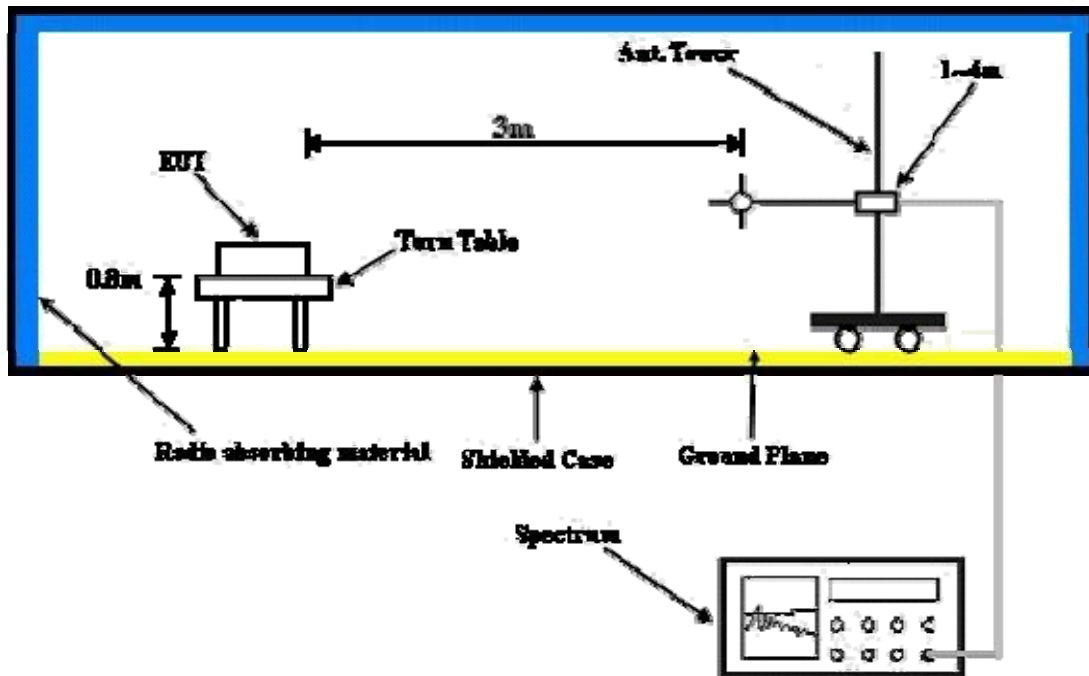 Ant. Tower
1-4m
3m
EUT
Turn Table
0.8m
Radio absorbing material
Shielded Case
Ground Plane
Spectrum